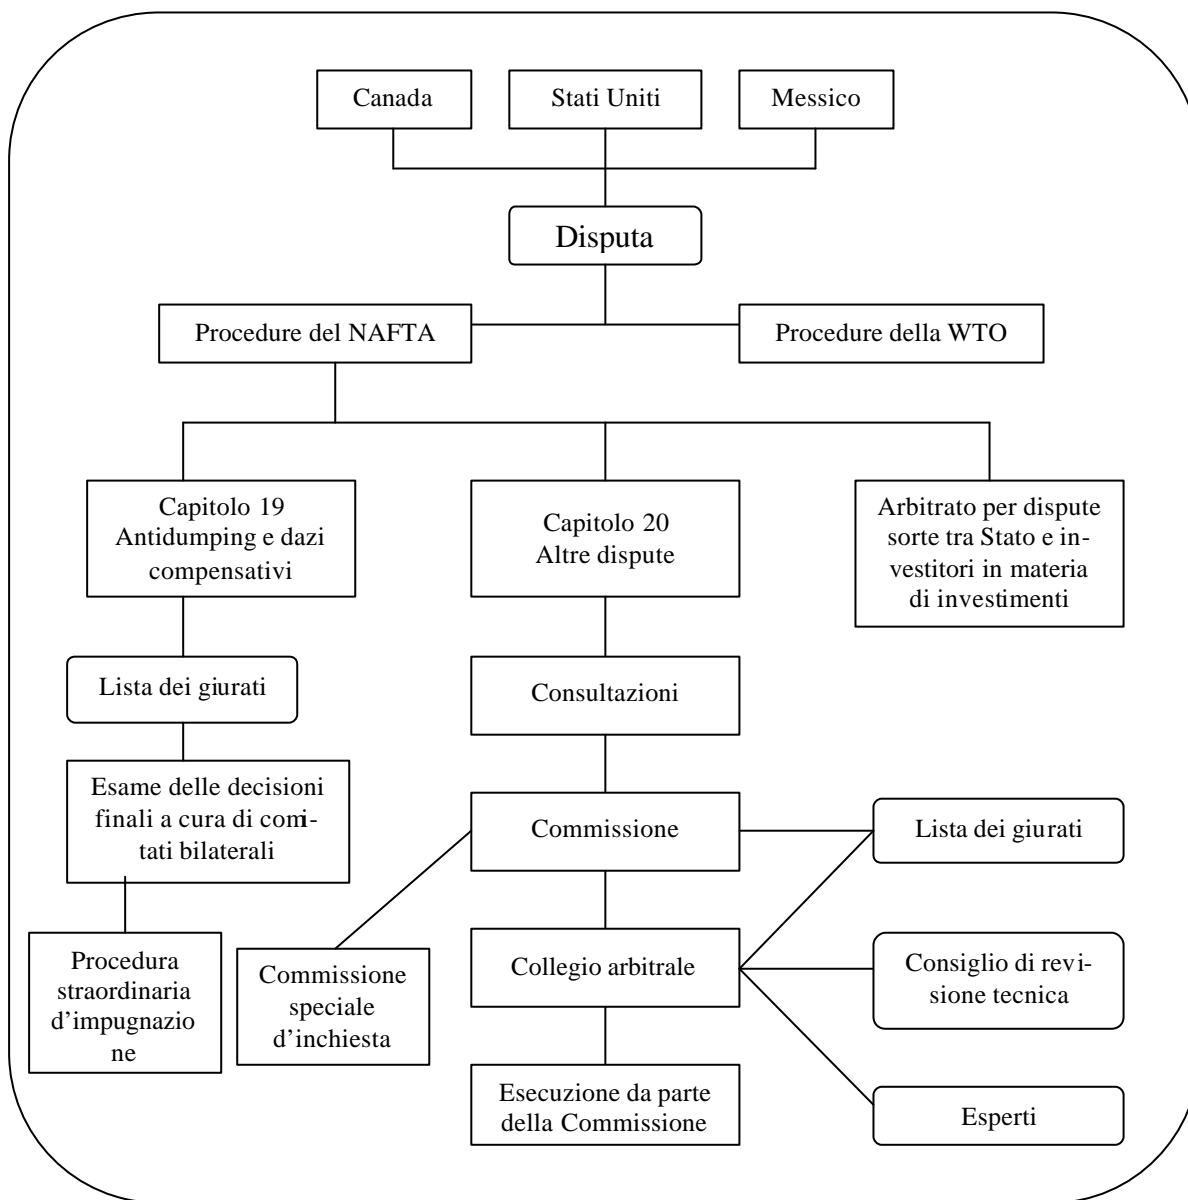 Canada
Stati Uniti
Messico
Disputa
Procedure del NAFTA
Procedure della WTO
Capitolo 19
Antidumping e dazi
compensativi
Capitolo 20
Altre dispute
Arbitrato per dispute
sorte tra Stato e in-
vestitori in materia
di investimenti
Lista dei giurati
Consultazioni
Esame delle decisioni
finali a cura di comi-
tati bilaterali
Commissione
Lista dei giurati
Procedura
straordinaria
d’impugnazio
ne
Commissione
speciale
d’inchiesta
Collegio arbitrale
Consiglio di revi-
sione tecnica
Esecuzione da parte
della Commissione
Esperti